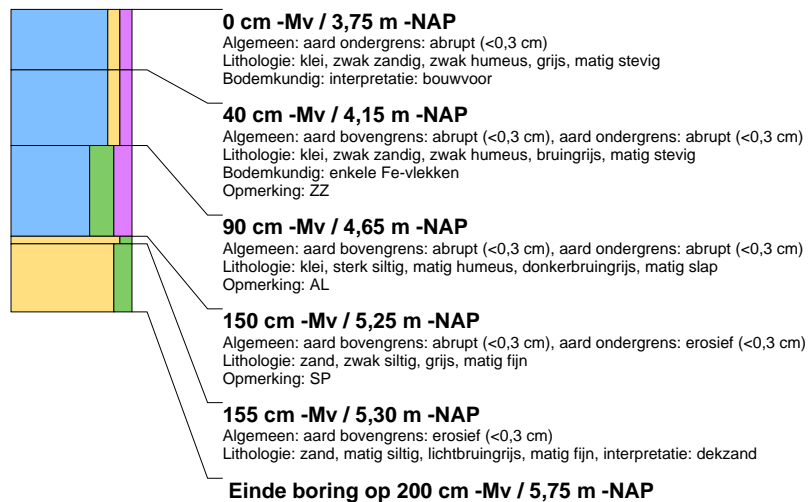 0 cm -Mv / 3,75 m -NAP
Algemeen: aard ondergrens: abrupt (<0,3 cm)
Lithologie: klei, zwak zandig, zwak humeus, grijs, matig stevig
Bodemkundig: interpretatie: bouwvoor
40 cm -Mv / 4,15 m -NAP
Algemeen: aard bovengrens: abrupt (<0,3 cm), aard ondergrens: abrupt (<0,3 cm)
Lithologie: klei, zwak zandig, zwak humeus, bruingrijs, matig stevig
Bodemkundig: enkele Fe-vlekken
Opmerking: ZZ
90 cm -Mv / 4,65 m -NAP
Algemeen: aard bovengrens: abrupt (<0,3 cm), aard ondergrens: abrupt (<0,3 cm)
Lithologie: klei, sterk siltig, matig humeus, donkerbruingrijs, matig slap
Opmerking: AL
150 cm -Mv / 5,25 m -NAP
Algemeen: aard bovengrens: abrupt (<0,3 cm), aard ondergrens: erosief (<0,3 cm)
Lithologie: zand, zwak siltig, grijs, matig fijn
Opmerking: SP
155 cm -Mv / 5,30 m -NAP
Algemeen: aard bovengrens: erosief (<0,3 cm)
Lithologie: zand, matig siltig, lichtbruingrijs, matig fijn, interpretatie: dekzand
Einde boring op 200 cm -Mv / 5,75 m -NAP